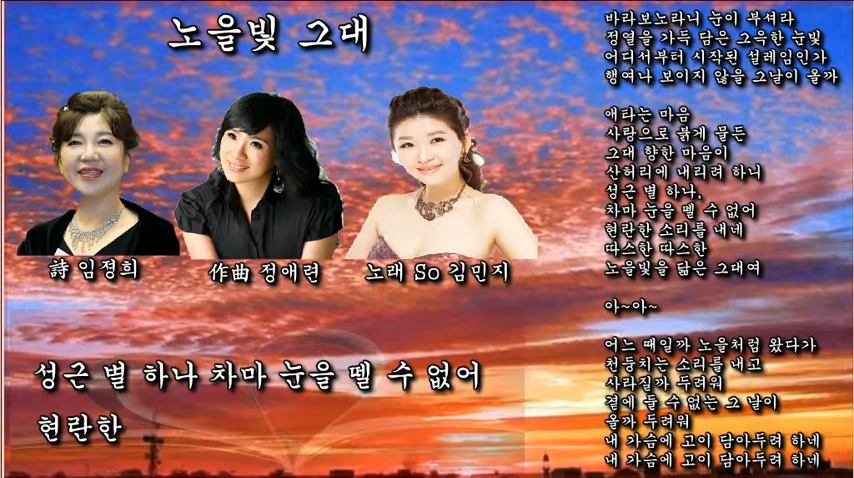 노을빛 그대
詩 임정희
作曲 정애련
노래 So 김민지
성근 별 하나 차마 눈을 뗄 수 없어
현란한
바라보노라니 눈이 부셔라
정열을 가득 담은 그윽한 눈빛
어디서부터 시작된 설레임인가
행여나 보이지 않을 그날이 올까
애타는 마음
사랑으로 붉게 물든
그대 향한 마음이
산허리에 내리려 하니
성근 별 하나,
차마 눈을 뗄 수 없어
현란한 소리를 내네
따스한 따스한
노을빛을 닮은 그대여
아~아~
어느 때일까 노을처럼 왔다가
천둥치는 소리를 내고
사라질까 두려워
곁에 둘 수 없는 그 날이
올까 두려워
내 가슴에 고이 담아두려 하네
내 가슴에 고이 담아두려 하네